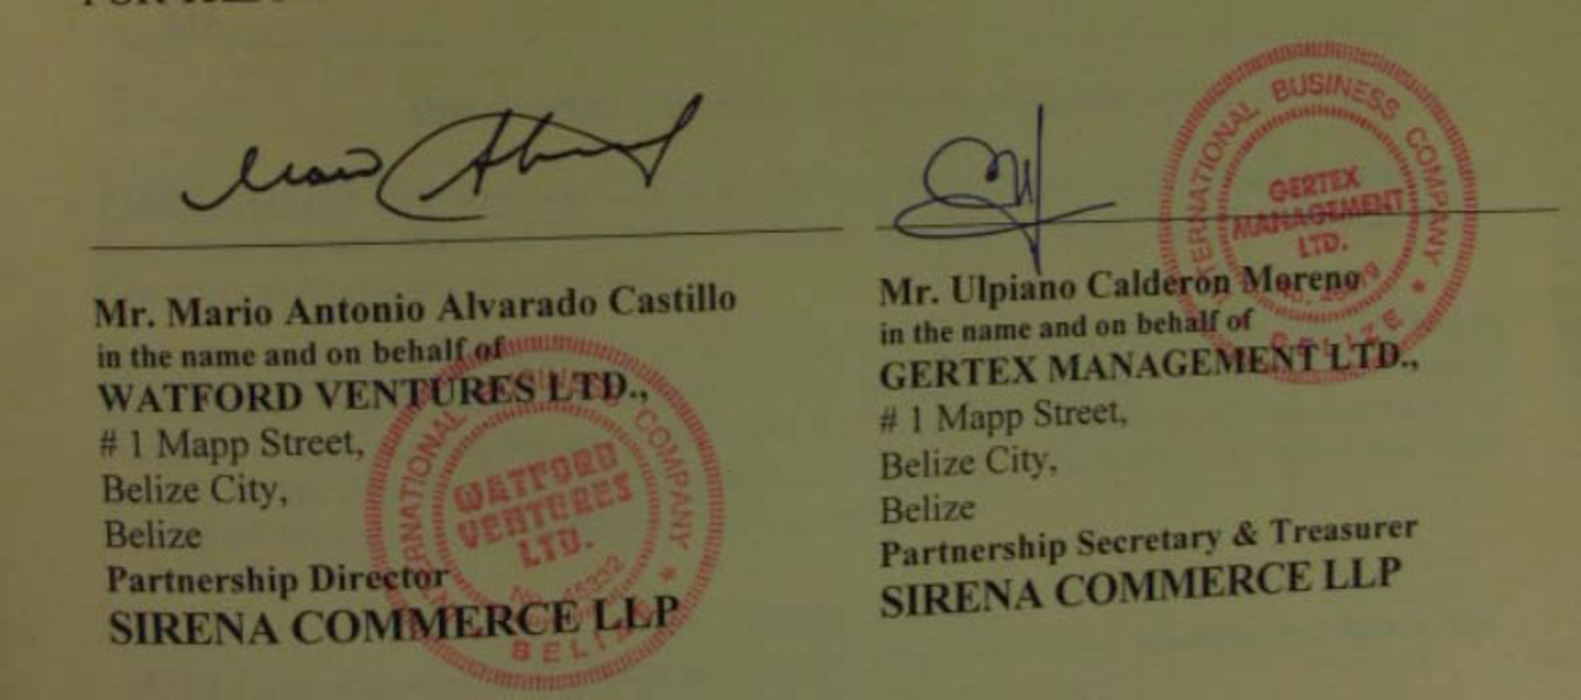 Mr. Mario Antonio Alvarado Castillo
in the name and on behalf of
WATFORD VENTURES LTD.,
# 1 Mapp Street,
Belize City,
Belize
Partnership Director
SIRENA COMMERCE LLP
INTERNATIONAL BUSINESS COMPANY
WATFORD
VENTURES
LTD.
BELIZE
Mr. Ulpiano Calderon Moreno
in the name and on behalf of
GERTEX MANAGEMENT LTD.,
# 1 Mapp Street,
Belize City,
Belize
Partnership Secretary & Treasurer
SIRENA COMMERCE LLP
INTERNATIONAL BUSINESS COMPANY
GERTEX
MANAGEMENT
LTD.
BELIZE